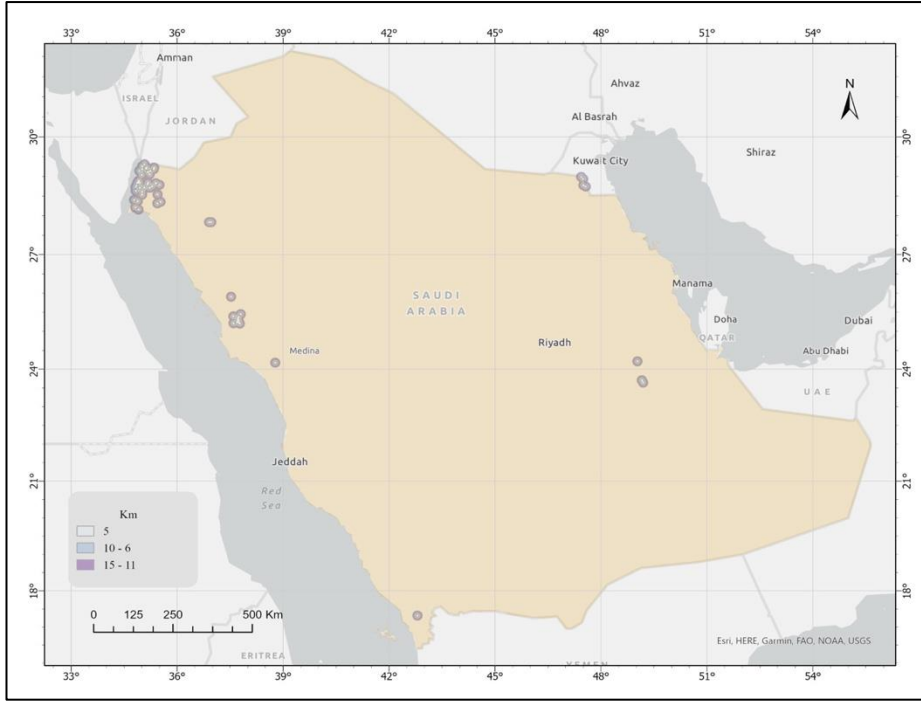 33 36 39 42 45 48 51 54
Amman
Ahvaz
N
ISRAEL
JORDAN
Al Basrah
30° 30°
Shiraz
Kuwait City
27° 27°
Manama
SAUDI
ARABIA
Doha
Dubai
Riyadh
QATAR
Medina
Abu Dhabi
24° 24°
UAE
Jeddah
21° 21°
Red
Sea
Km
5
10 - 6
15 - 11
18° 18°
0 125 250 500 Km
Esri, HERE, Garmin, FAO, NOAA, USGS
ERITREA
YEMEN
33 36 39 42 45 48 51 54